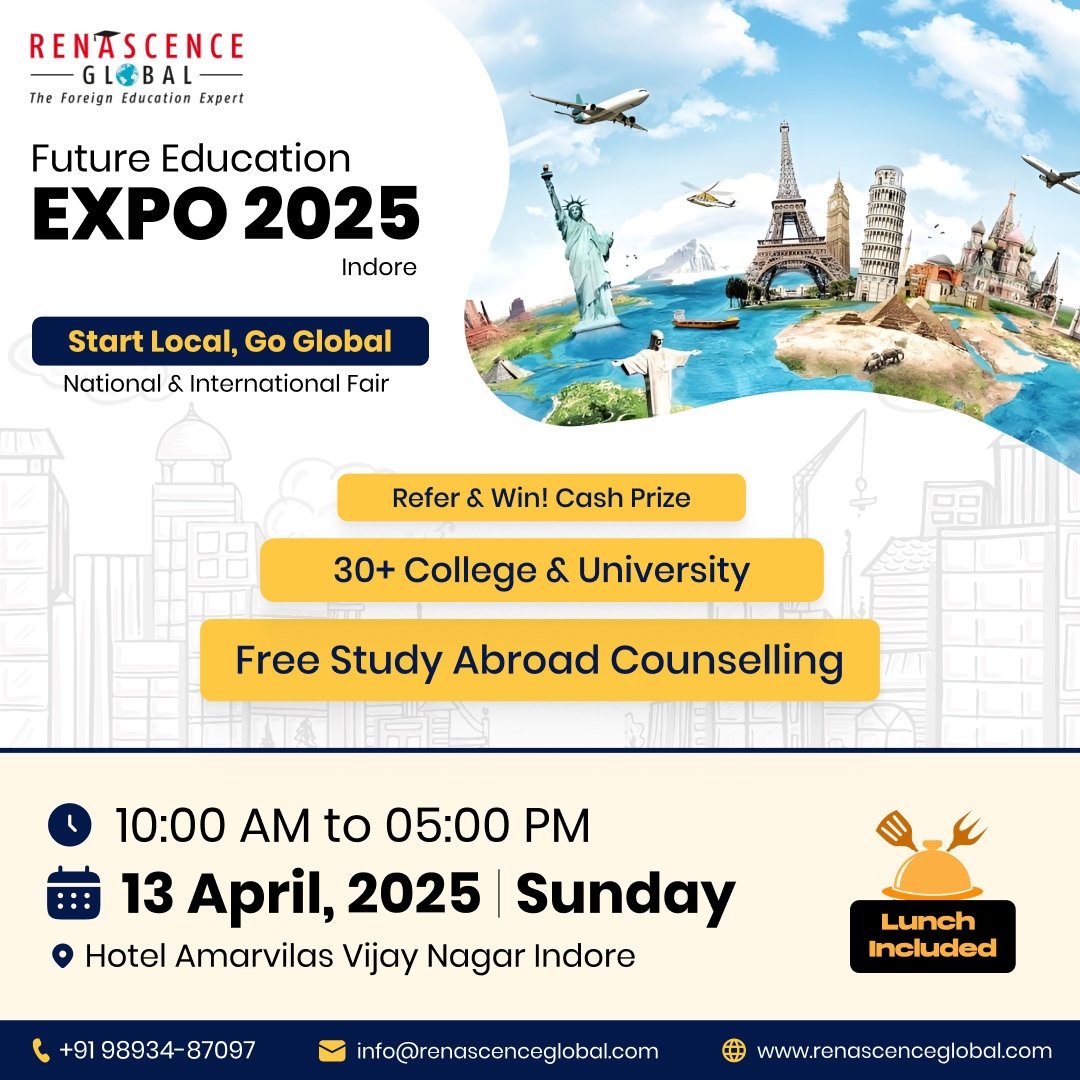 RENASCENCE
GLOBAL
The Foreign Education Expert
Future Education
EXPO 2025
Indore
Start Local, Go Global
National & International Fair
Refer & Win! Cash Prize
30+ College & University
Free Study Abroad Counselling
10:00 AM to 05:00 PM
13 April, 2025 | Sunday
Hotel Amarvilas Vijay Nagar Indore
Lunch
Included
+91 98934-87097
info@renascenceglobal.com
www.renascenceglobal.com